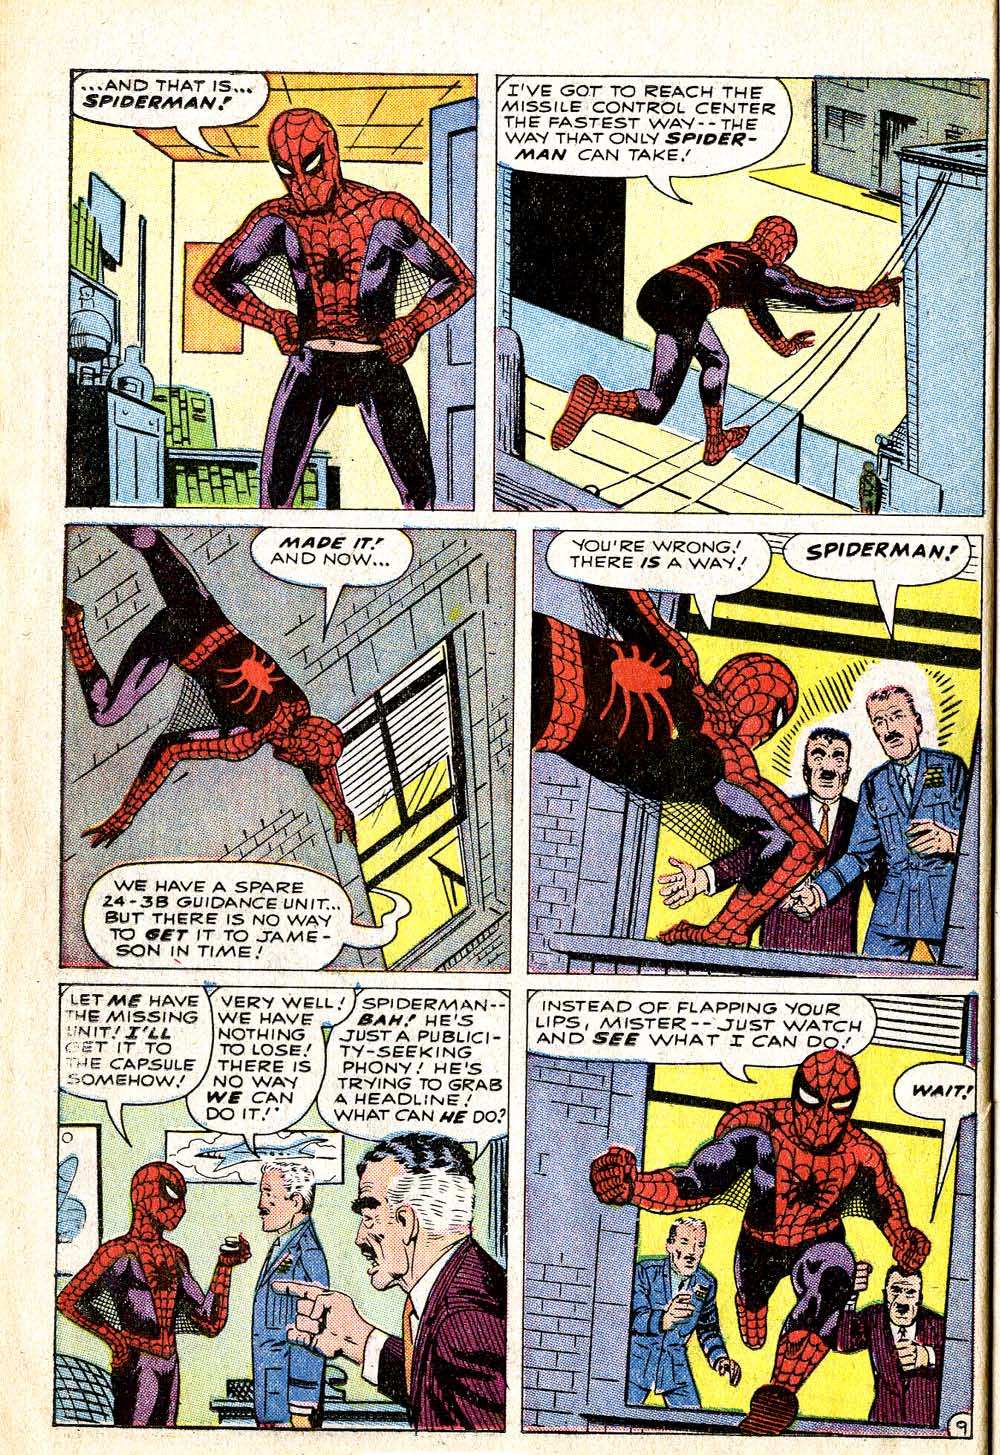 ...AND THAT IS...
SPIDERMAN!
I'VE GOT TO REACH THE
MISSILE CONTROL CENTER
THE FASTEST WAY--THE
WAY THAT ONLY SPIDER-
MAN CAN TAKE!
MADE IT!
AND NOW...
WE HAVE A SPARE
24-3B GUIDANCE UNIT...
BUT THERE IS NO WAY
TO GET IT TO JAME-
SON IN TIME!
YOU'RE WRONG!
THERE IS A WAY!
SPIDERMAN!
LET ME HAVE
THE MISSING
UNIT! I'LL
GET IT TO
THE CAPSULE
SOMEHOW!
VERY WELL!
WE HAVE
NOTHING
TO LOSE!
THERE IS
NO WAY
WE CAN
DO IT!"
SPIDERMAN--
BAH! HE'S
JUST A PUBLICI-
TY-SEEKING
PHONY! HE'S
TRYING TO GRAB
A HEADLINE!
WHAT CAN HE DO?
INSTEAD OF FLAPPING YOUR
LIPS, MISTER--JUST WATCH
AND SEE WHAT I CAN DO!
WAIT!
9